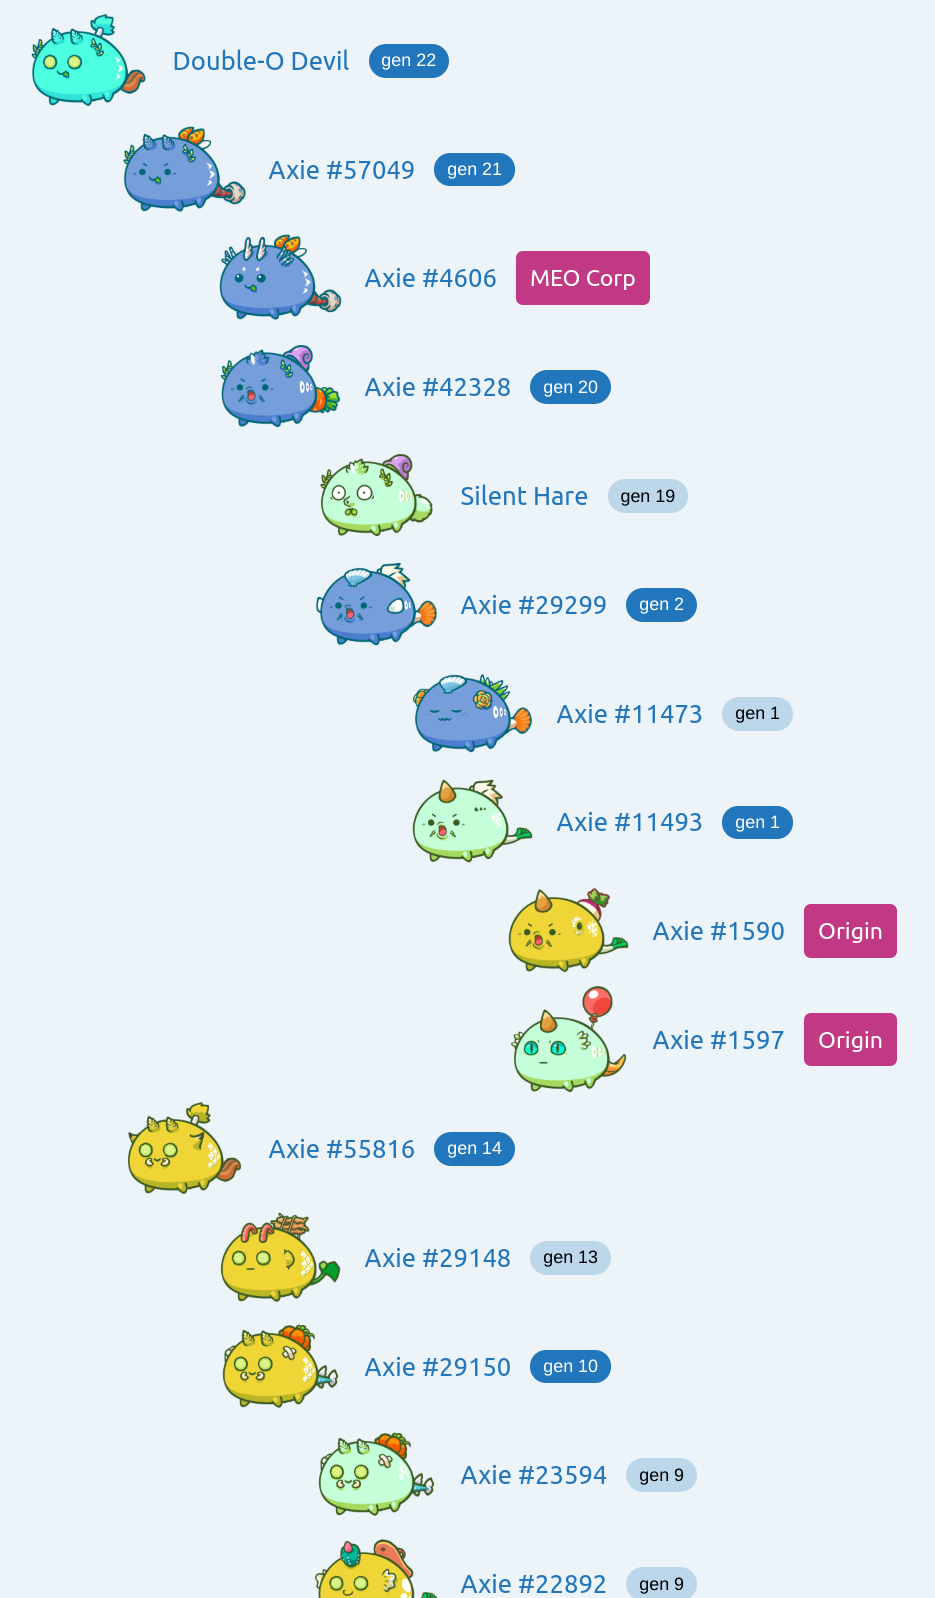 Double-O Devil gen 22
Axie #57049 gen 21
Axie #4606 MEO Corp
Axie #42328 gen 20
Silent Hare gen 19
Axie #29299 gen 2
Axie #11473 gen 1
Axie #11493 gen 1
Axie #1590 Origin
Axie #1597 Origin
Axie #55816 gen 14
Axie #29148 gen 13
Axie #29150 gen 10
Axie #23594 gen 9
Axie #22892 gen 9